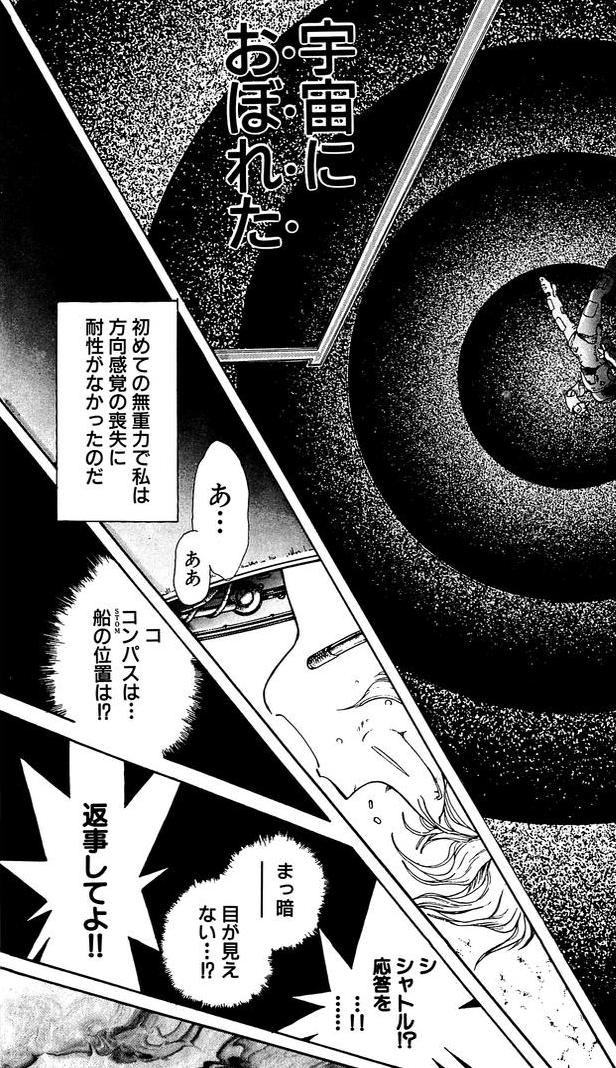 宇宙に
おぼれた
初めての無重力で私は
方向感覚の喪失に
耐性がなかったのだ
あ…
ああ
コ
コンパスは…
STOM
船の位置は!?
シ
シャトル!?
応答を
……!!
まっ暗
――
目が見え
ない…!?
返事してよ!!